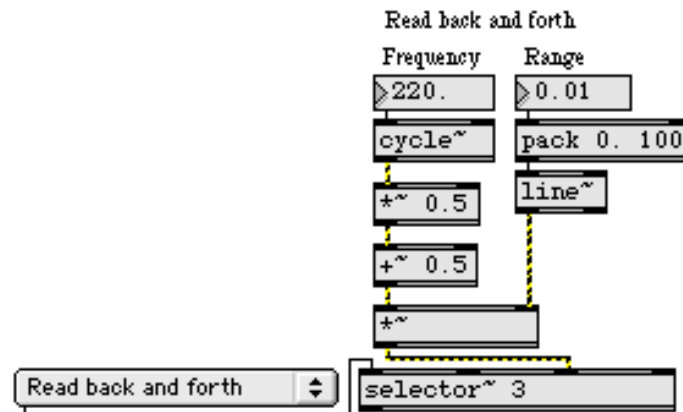 Read back and forth
Frequency Range
220. 0.01
cycle~ pack 0. 100
*~ 0.5 line~
+~ 0.5
*~
Read back and forth selector~ 3